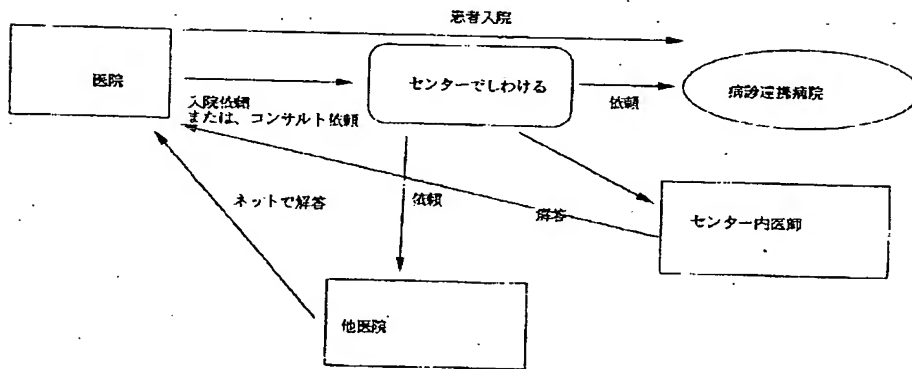 患者入院
医院
センターでしわける
病診連携病院
依頼
入院依頼
または、コンサルト依頼
ネットで解答
依頼
解答
センター内医師
他医院